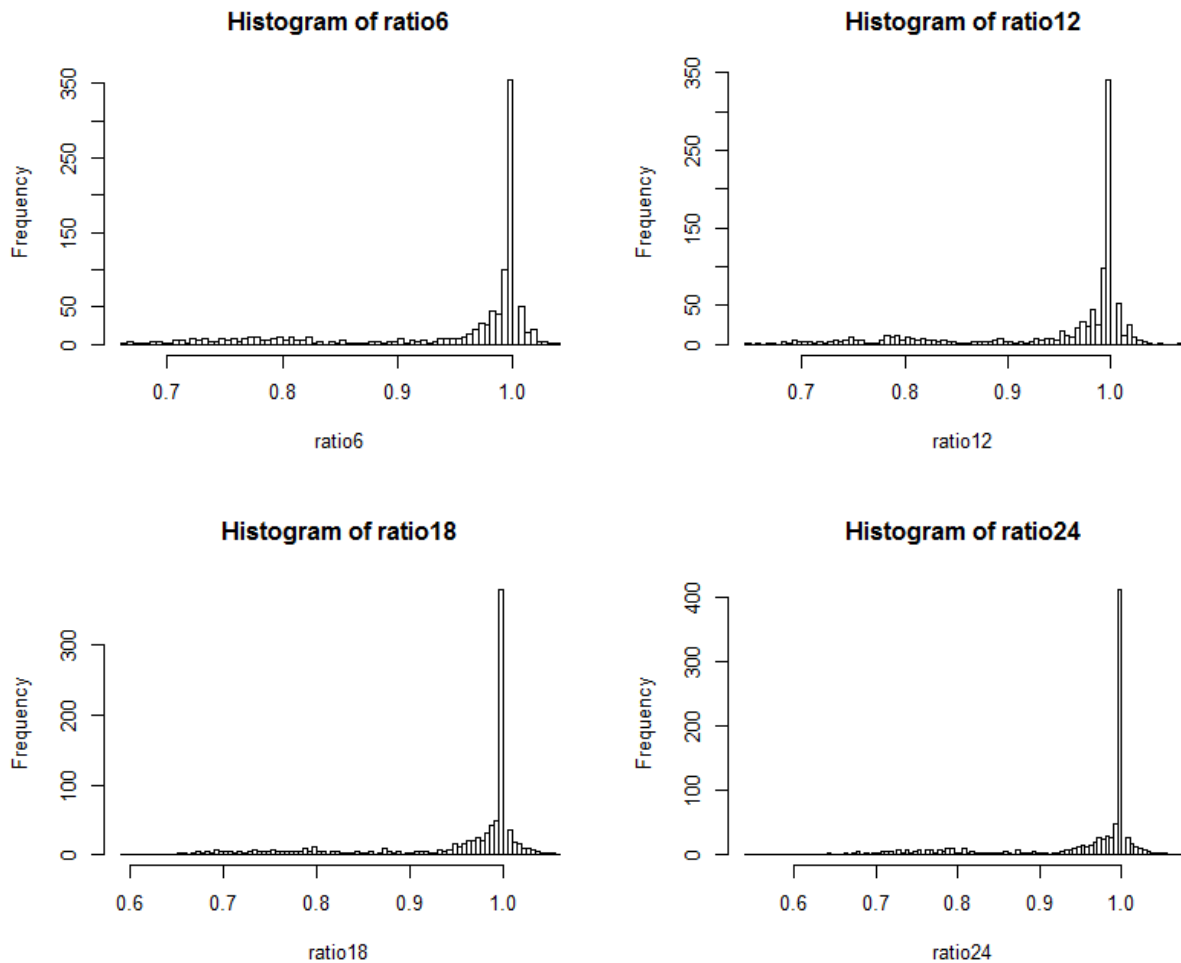 Histogram of ratio6
Frequency
0 50 150 250 350
0.7 0.8 0.9 1.0
ratio6
Histogram of ratio12
Frequency
0 50 150 250 350
0.7 0.8 0.9 1.0
ratio12
Histogram of ratio18
Frequency
0 100 200 300
0.6 0.7 0.8 0.9 1.0
ratio18
Histogram of ratio24
Frequency
0 100 200 300 400
0.6 0.7 0.8 0.9 1.0
ratio24